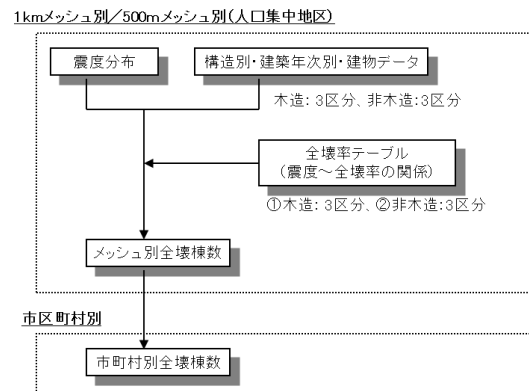 1kmメッシュ別／500mメッシュ別(人口集中地区)
震度分布
構造別・建築年次別・建物データ
木造：3区分、非木造：3区分
全壊率テーブル
(震度～全壊率の関係)
①木造：3区分、②非木造：3区分
メッシュ別全壊棟数
市区町村別
市町村別全壊棟数